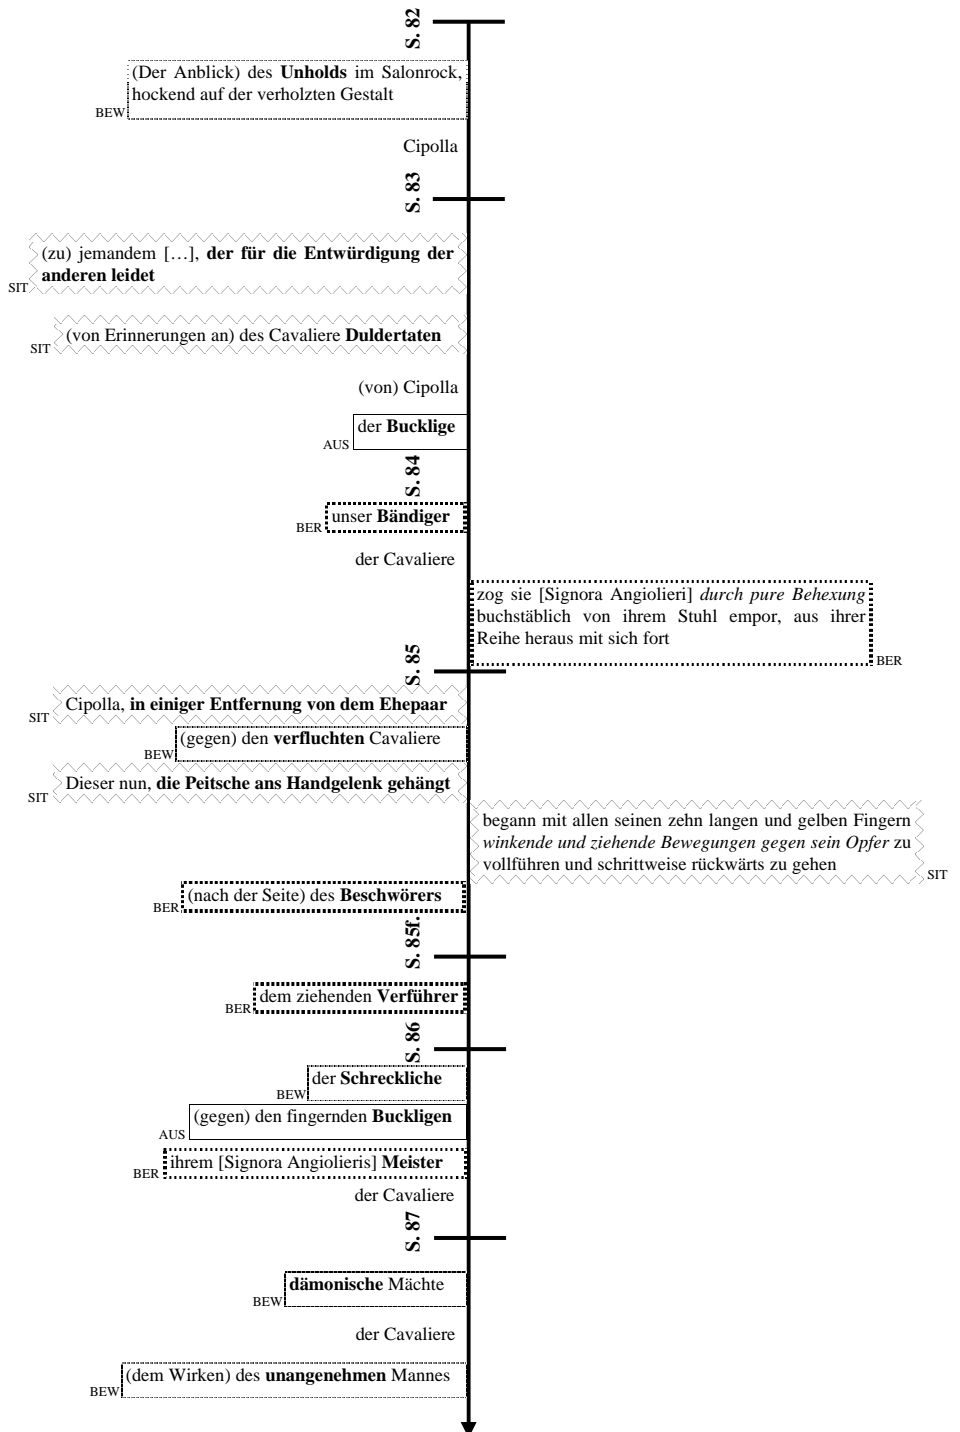 S. 82
(Der Anblick) des Unholds im Salonrock,
hockend auf der verholzten Gestalt
BEW
Cipolla
S. 83
(zu) jemandem […], der für die Entwürdigung der
anderen leidet
SIT
(von Erinnerungen an) des Cavaliere Duldertaten
SIT
(von) Cipolla
der Bucklige
AUS
S. 84
unser Bändiger
BER
der Cavaliere
zog sie [Signora Angiolieri] durch pure Behexung
buchstäblich von ihrem Stuhl empor, aus ihrer
Reihe heraus mit sich fort
BER
S. 85
Cipolla, in einiger Entfernung von dem Ehepaar
SIT
(gegen) den verfluchten Cavaliere
BEW
Dieser nun, die Peitsche ans Handgelenk gehängt
SIT
begann mit allen seinen zehn langen und gelben Fingern
winkende und ziehende Bewegungen gegen sein Opfer zu
vollführen und schrittweise rückwärts zu gehen
SIT
(nach der Seite) des Beschwörers
BER
S. 85f.
dem ziehenden Verführer
BER
S. 86
der Schreckliche
BEW
(gegen) den fingernden Buckligen
AUS
ihrem [Signora Angiolieris] Meister
BER
der Cavaliere
S. 87
dämonische Mächte
BEW
der Cavaliere
(dem Wirken) des unangenehmen Mannes
BEW